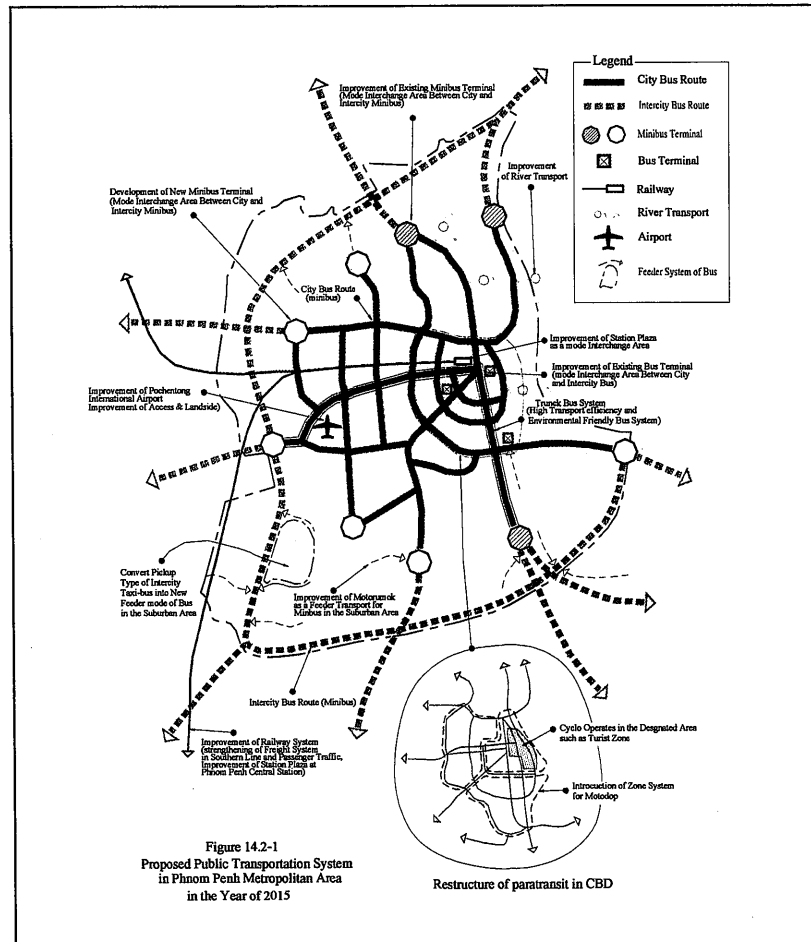 Legend
City Bus Route
Intercity Bus Route
Minibus Terminal
Bus Terminal
Railway
River Transport
Airport
Feeder System of Bus
Improvement of Existing Minibus Terminal
(Mode Interchange Area Between City and
Intercity Minibus)
Improvement
of River Transport
Development of New Minibus Terminal
(Mode Interchange Area Between City and
Intercity Minibus)
City Bus Route
(minibus)
Improvement of Station Plaza
as a mode Interchange Area
Improvement of Existing Bus Terminal
(mode Interchange Area Between City
and Intercity Bus)
Improvement of Pochentong
International Airport
Improvement of Access & Landside)
Trunck Bus System
(High Transport efficiency and
Environmental Friendly Bus System)
Convert Pickup
Type of Intercity
Taxi-bus into New
Feeder mode of Bus
in the Suburban Area
Improvement of Motorumok
as a Feeder Transport for
Minbus in the Suburban Area
Intercity Bus Route (Minibus)
Improvement of Railway System
(strengthening of Freight System
in Southern Line and Passenger Traffic,
Improvement of Station Plaza at
Phnom Penh Central Station)
Cyclo Operates in the Desgnated Area
such as Turist Zone
Introcuction of Zone System
for Motodop
Figure 14.2-1
Proposed Public Transportation System
in Phnom Penh Metropolitan Area
in the Year of 2015
Restructure of paratransit in CBD